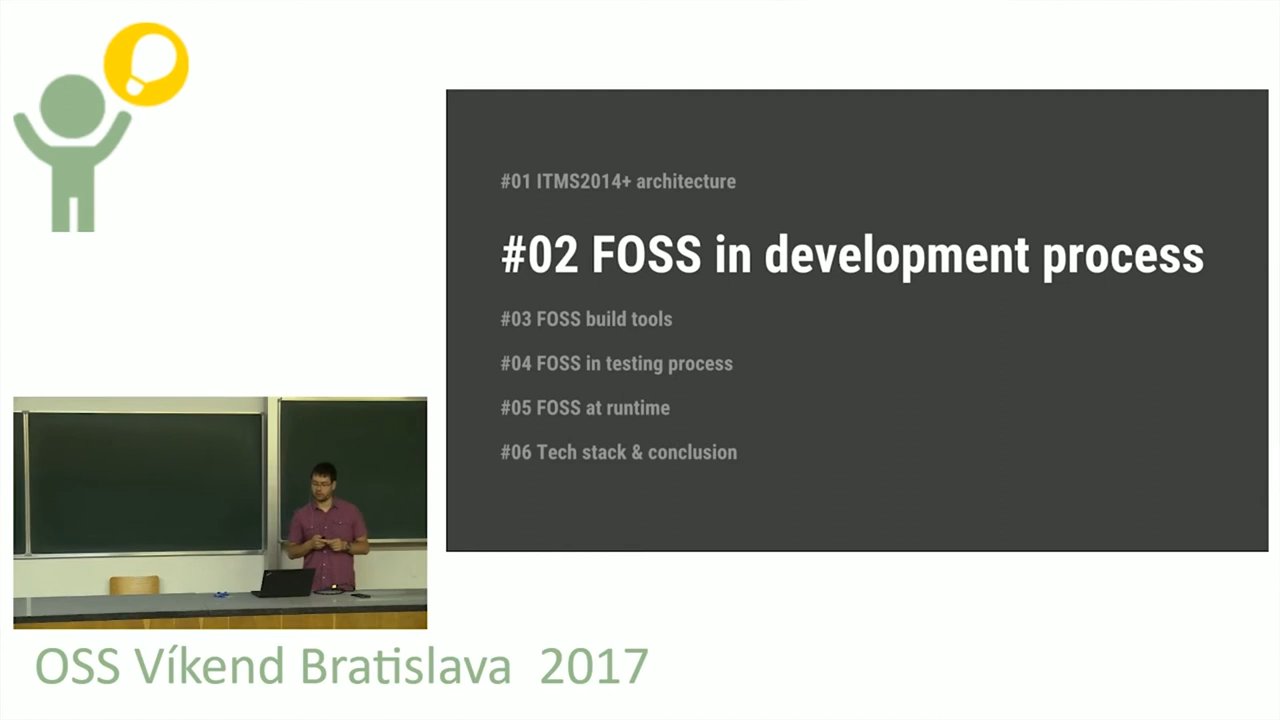 #01 ITMS2014+ architecture
#02 FOSS in development process
#03 FOSS build tools
#04 FOSS in testing process
#05 FOSS at runtime
#06 Tech stack & conclusion
OSS Víkend Bratislava 2017